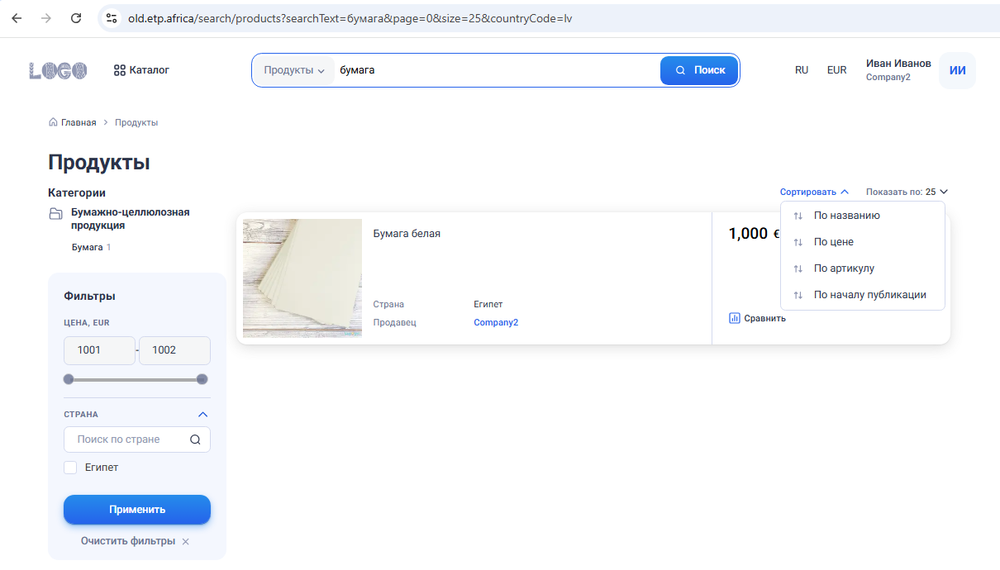 old.etp.africa/search/products?searchText=бумага&page=0&size=25&countryCode=lv
LOGO
Каталог
Продукты
бумага
Поиск
RU
EUR
Иван Иванов
Company2
ИИ
Главная > Продукты
Продукты
Категории
Бумажно-целлюлозная
продукция
Бумага 1
Сортировать
Показать по: 25
По названию
По цене
По артикулу
По началу публикации
Бумага белая
Страна Египет
Продавец Company2
1,000 €
Сравнить
Фильтры
ЦЕНА, EUR
1001 - 1002
СТРАНА
Поиск по стране
Египет
Применить
Очистить фильтры ×